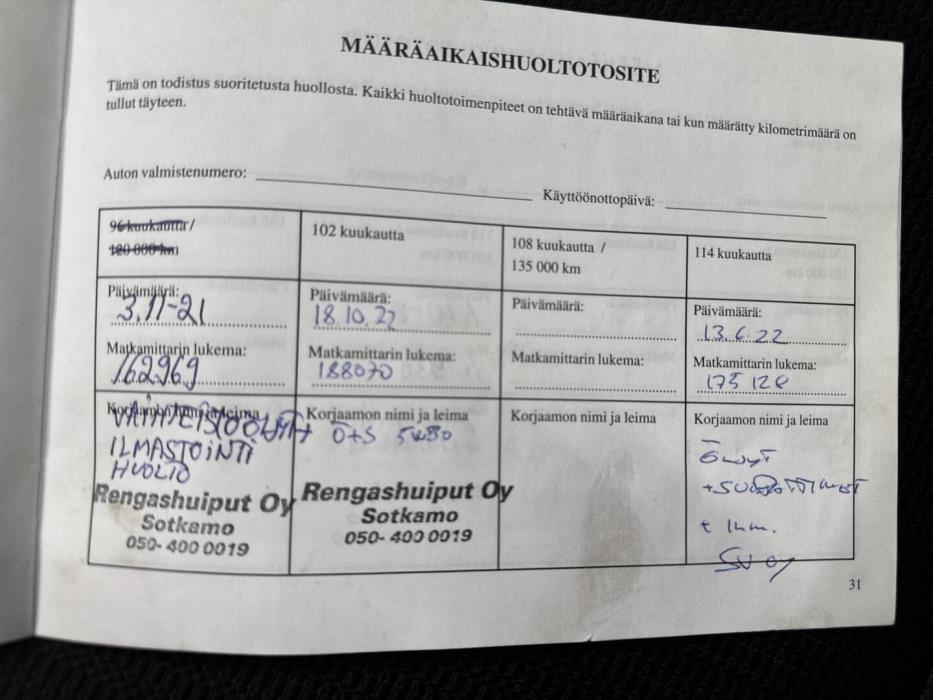 MÄÄRÄAIKAISHUOLTOTOSITE
Tämä on todistus suoritetusta huollosta. Kaikki huoltotoimenpiteet on tehtävä määräaikana tai kun määrätty kilometrimäärä on
tullut täyteen.
Auton valmistenumero:
Käyttöönottopäivä:
96 kuukautta /
120 000 km
Päivämäärä:
3.11-21
Matkamittarin lukema:
162969
Korjaamon nimi ja leima
ILMASTOiNTi
HUOLTO
Rengashuiput Oy
Sotkamo
050- 400 0019
102 kuukautta
Päivämäärä:
18.10.22
Matkamittarin lukema:
188070
Korjaamon nimi ja leima
Ö+S 5W30
Rengashuiput Oy
Sotkamo
050- 400 0019
108 kuukautta /
135 000 km
Päivämäärä:
Matkamittarin lukema:
Korjaamon nimi ja leima
114 kuukautta
Päivämäärä:
13.6.22
Matkamittarin lukema:
175128
Korjaamon nimi ja leima
31